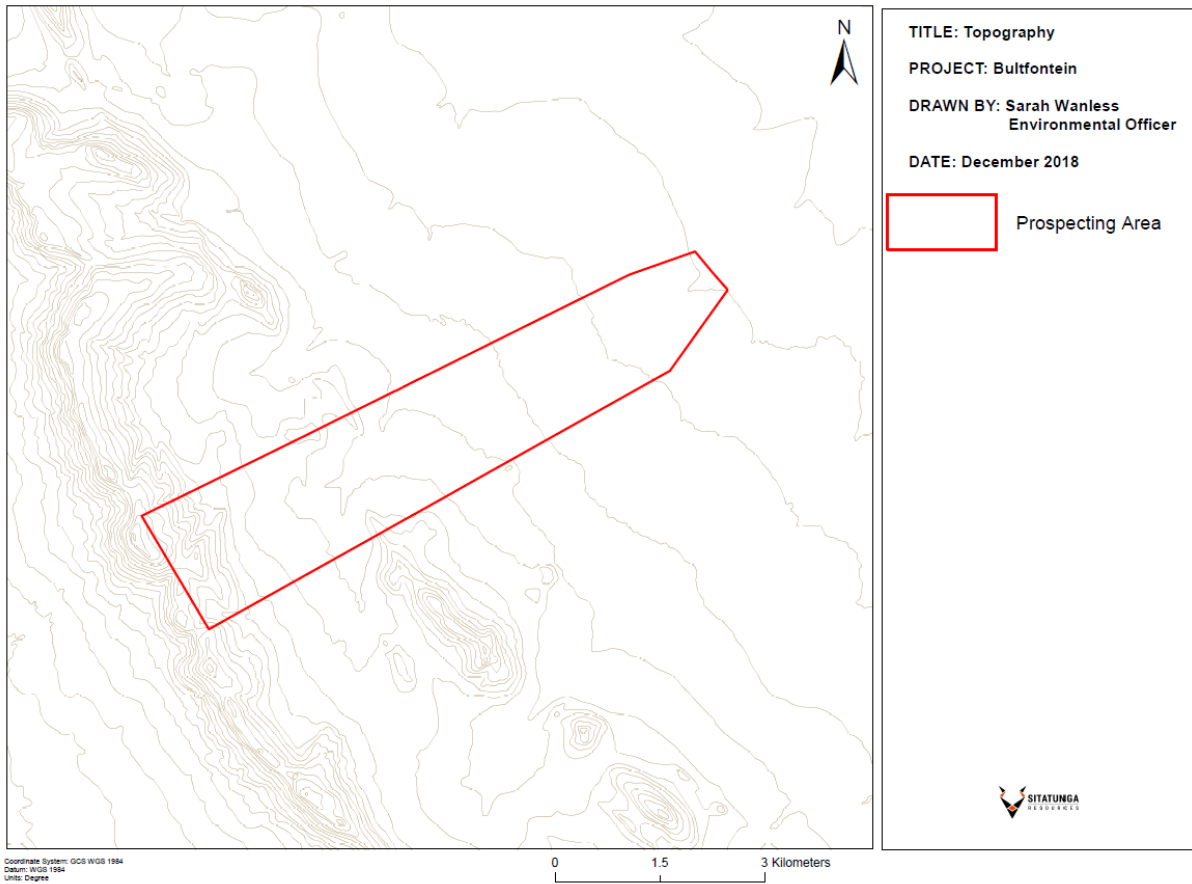 N
TITLE: Topography
PROJECT: Bultfontein
DRAWN BY: Sarah Wanless
Environmental Officer
DATE: December 2018
Prospecting Area
SITATUNGA
RESOURCES
Coordinate System: GCS WGS 1984
Datum: WGS 1984
Units: Degree
0 1.5 3 Kilometers